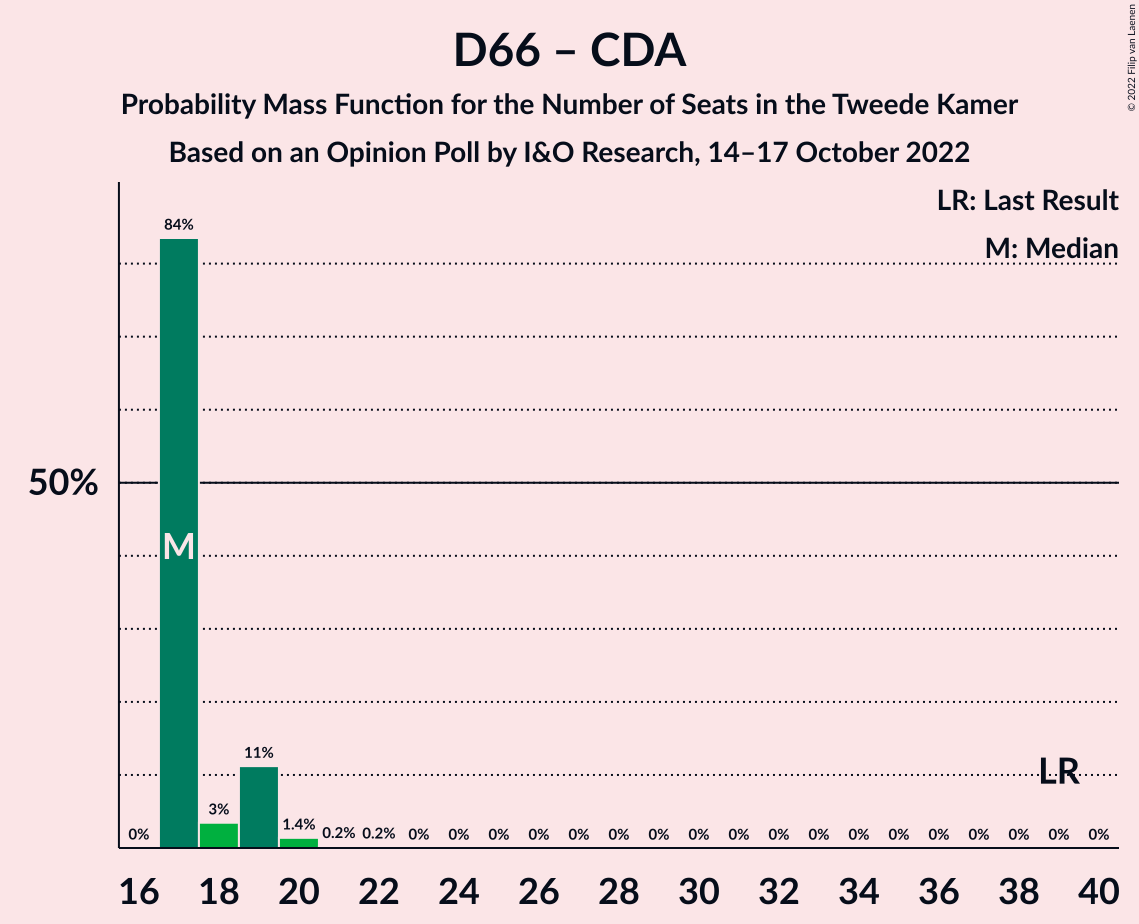 D66 – CDA
Probability Mass Function for the Number of Seats in the Tweede Kamer
Based on an Opinion Poll by I&O Research, 14–17 October 2022
© 2022 Filip van Laenen
LR: Last Result
M: Median
84%
50%
M
11%
LR
3%
1.4%
0% 0.2% 0.2% 0% 0% 0% 0% 0% 0% 0% 0% 0% 0% 0% 0% 0% 0% 0% 0% 0% 0%
16 18 20 22 24 26 28 30 32 34 36 38 40